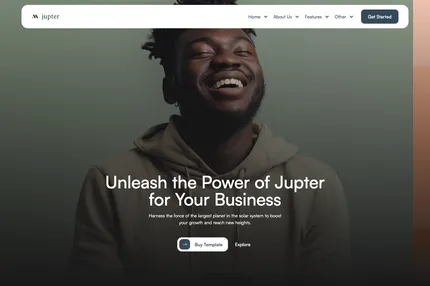 jupter
Home About Us Features Other Get Started
Unleash the Power of Jupter
for Your Business
Harness the force of the largest planet in the solar system to boost
your growth and reach new heights.
Buy Template Explore